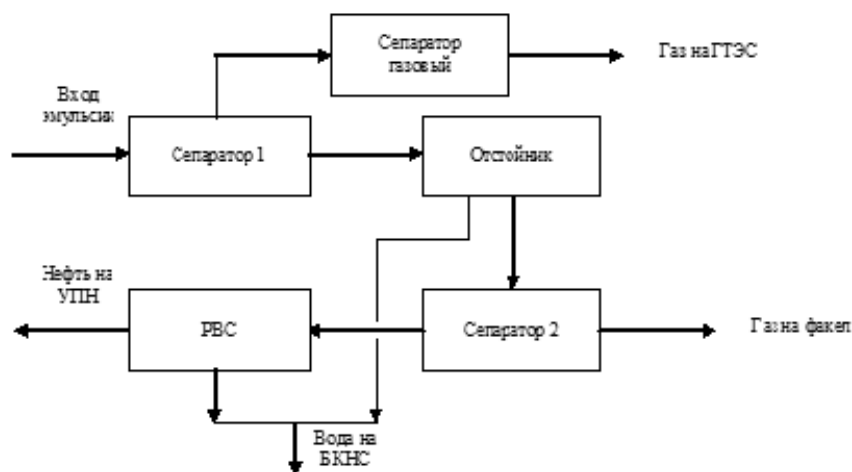 Сепаратор
газовый
Газ на ГТЭС
Вход
эмульсии
Сепаратор 1
Отстойник
Нефть на
УПН
РВС
Сепаратор 2
Газ на факел
Вода на
БКНС